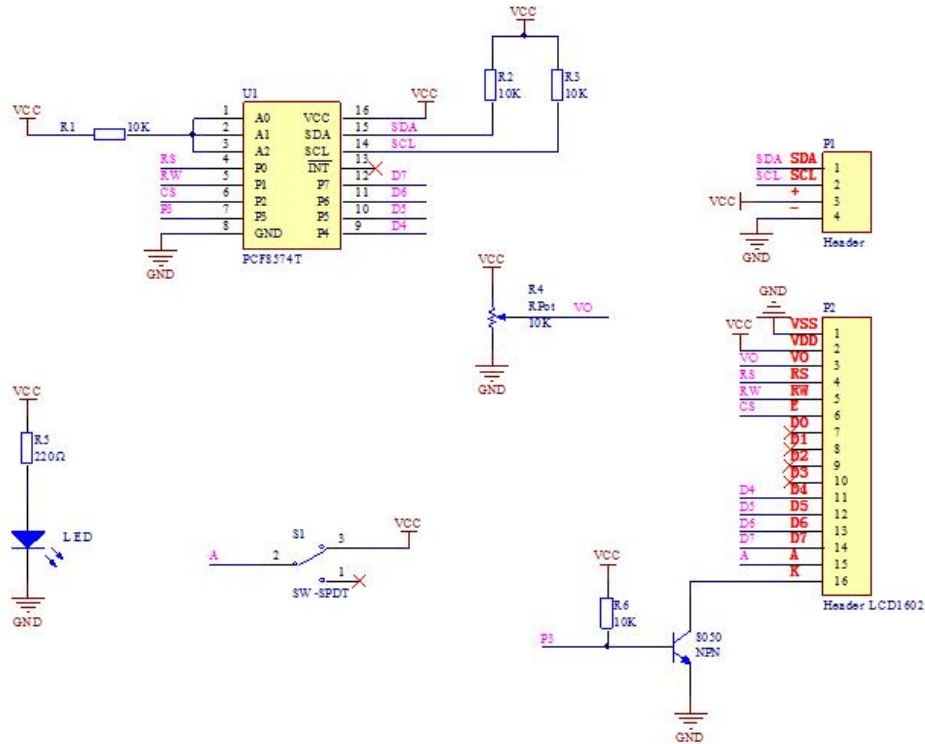 VCC
U1
R2
10K
R3
10K
VCC
VCC
R1
10K
1
2
3
4
5
6
7
8
A0
A1
A2
P0
P1
P2
P3
GND
VCC
SDA
SCL
INT
P7
P6
P5
P4
16
15
14
13
12
11
10
9
SDA
SCL
D7
D6
D5
D4
RS
RW
CS
P3
GND
PCF8574T
P1
SDA SDA 1
SCL SCL 2
VCC + 3
− 4
GND
Header
VCC
R4
RPot
10K
VO
GND
GND
P2
VSS 1
VCC VDD 2
VO VO 3
RS RS 4
RW RW 5
CS E 6
D0 7
D1 8
D2 9
D3 10
D4 D4 11
D5 D5 12
D6 D6 13
D7 D7 14
A A 15
K 16
Header LCD1602
VCC
R5
220Ω
LED
GND
S1
A 2
3
VCC
1
SW-SPDT
VCC
R6
10K
P3
8050
NPN
GND